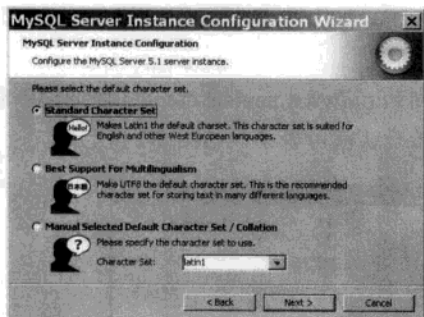 MySQL Server Instance Configuration Wizard
MySQL Server Instance Configuration
Configure the MySQL Server 5.1 server instance.
Please select the default character set.
Standard Character Set
Hello!
Makes Latin1 the default charset. This character set is suited for
English and other West European languages.
Best Support For Multilingualism
日本語
Make UTF8 the default character set. This is the recommended
character set for storing text in many different languages.
Manual Selected Default Character Set / Collation
?
Please specify the character set to use.
Character Set:
latin1
< Back
Next >
Cancel